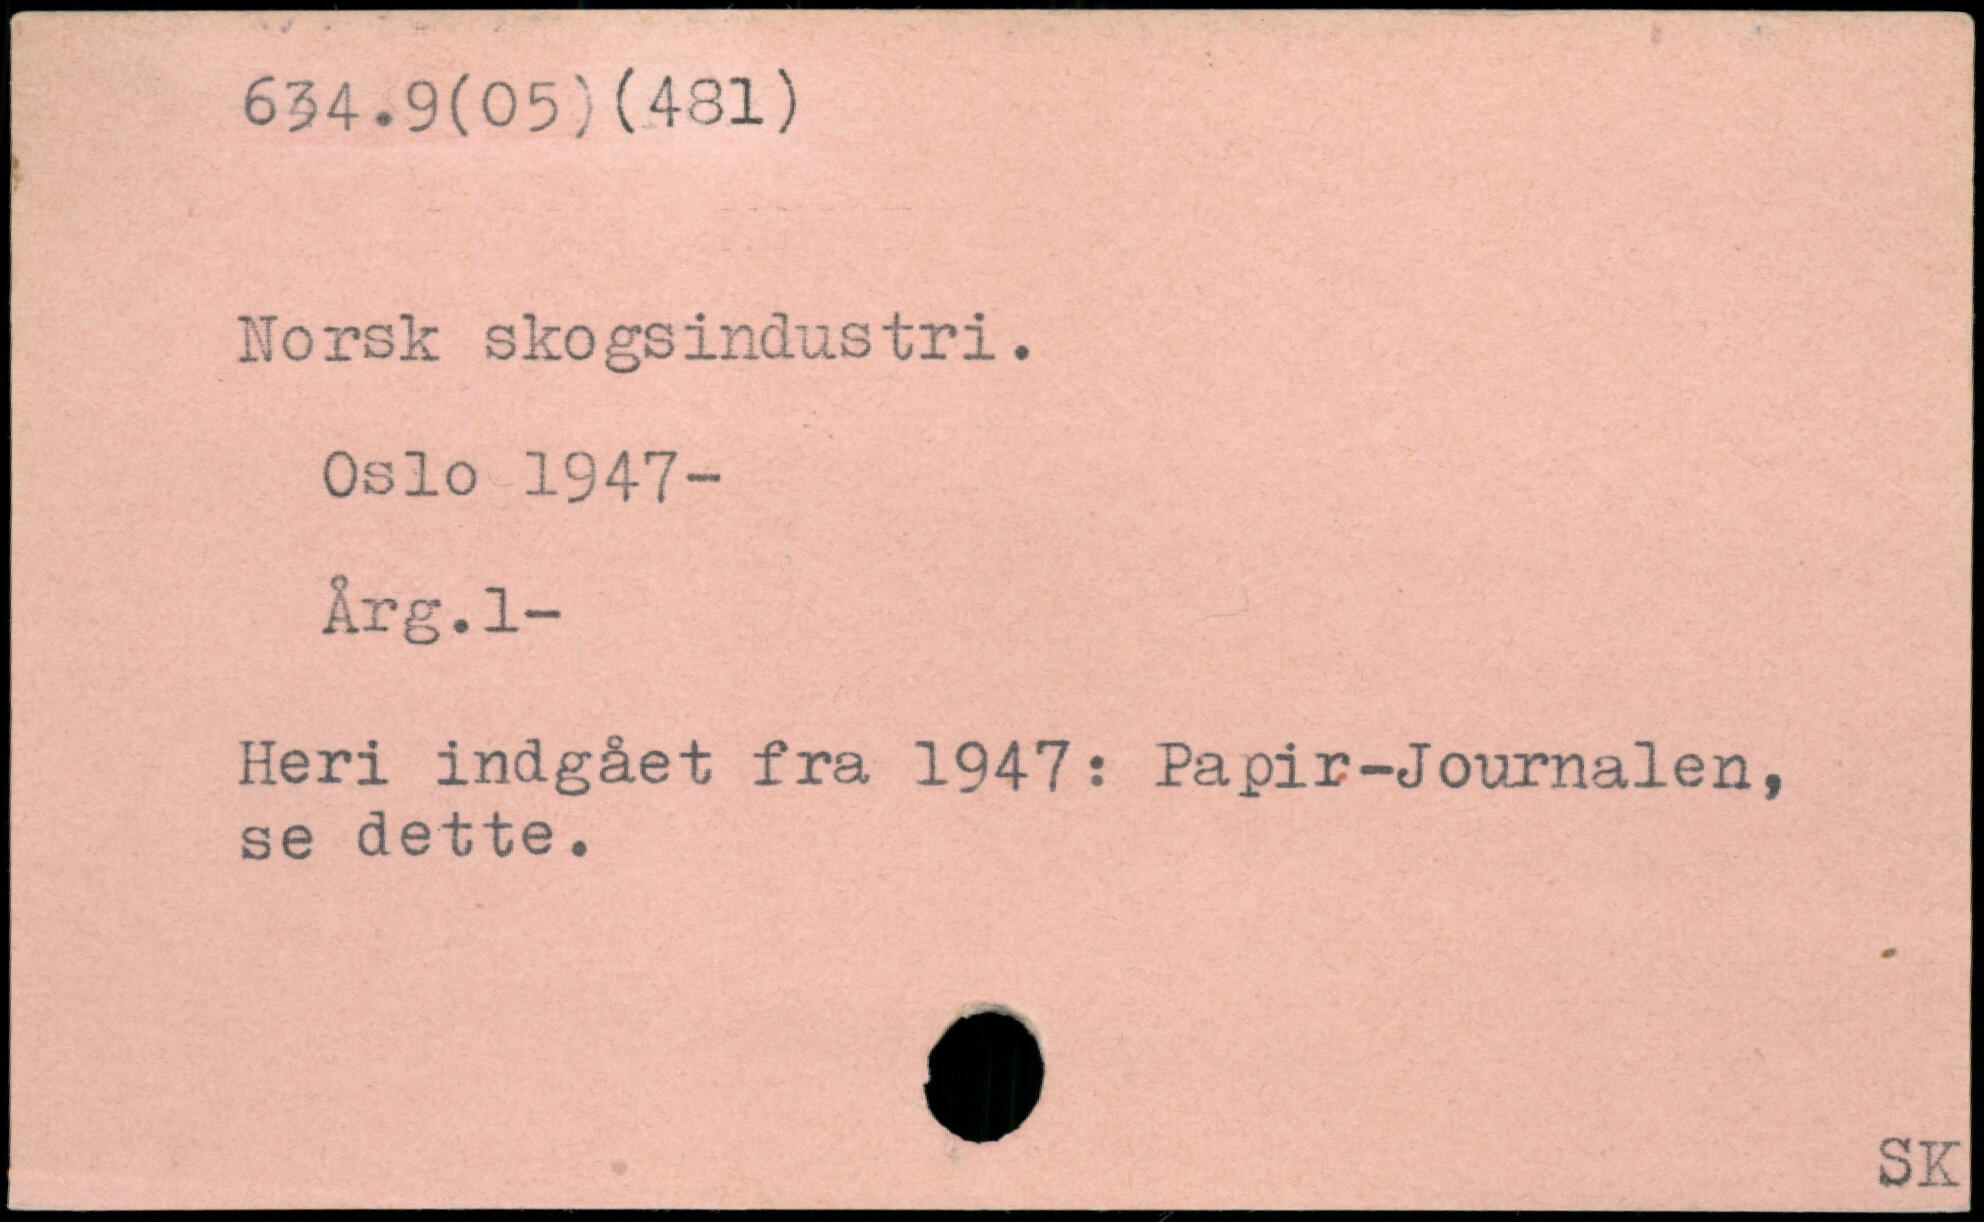 634.9(05)(481)
Norsk skogsindustri.
Oslo 1947-
Årg.1-
Heri indgået fra 1947: Papir-Journalen,
se dette.
SK